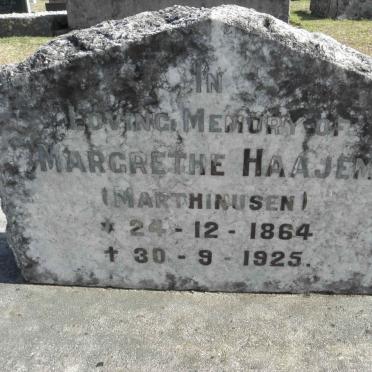 IN
LOVING MEMORY OF
MARGRETHE HAAJEM
(MARTHINUSEN)
* 24 - 12 - 1864
† 30 - 9 - 1925.